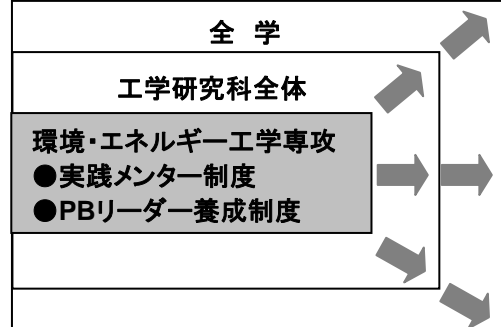 全 学
工学研究科全体
環境・エネルギー工学専攻
●実践メンター制度
●PBリーダー養成制度